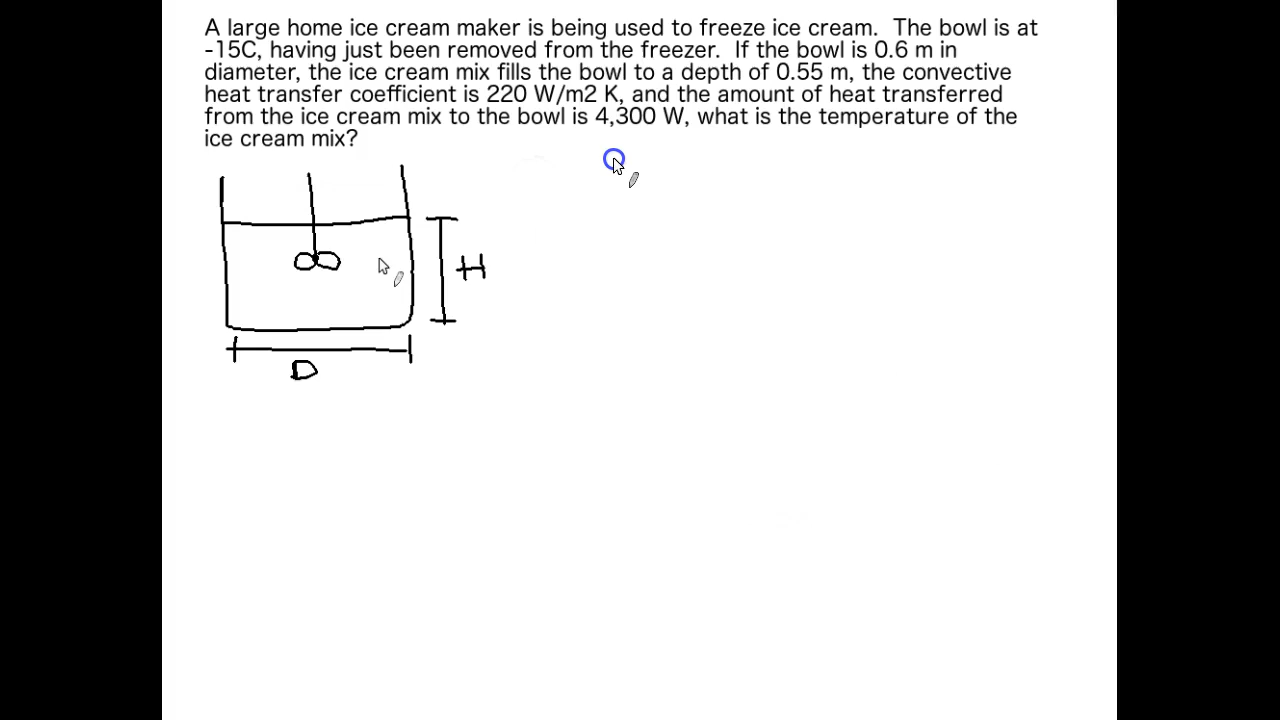 A large home ice cream maker is being used to freeze ice cream.  The bowl is at
-15C, having just been removed from the freezer.  If the bowl is 0.6 m in
diameter, the ice cream mix fills the bowl to a depth of 0.55 m, the convective
heat transfer coefficient is 220 W/m2 K, and the amount of heat transferred
from the ice cream mix to the bowl is 4,300 W, what is the temperature of the
ice cream mix?
H
D